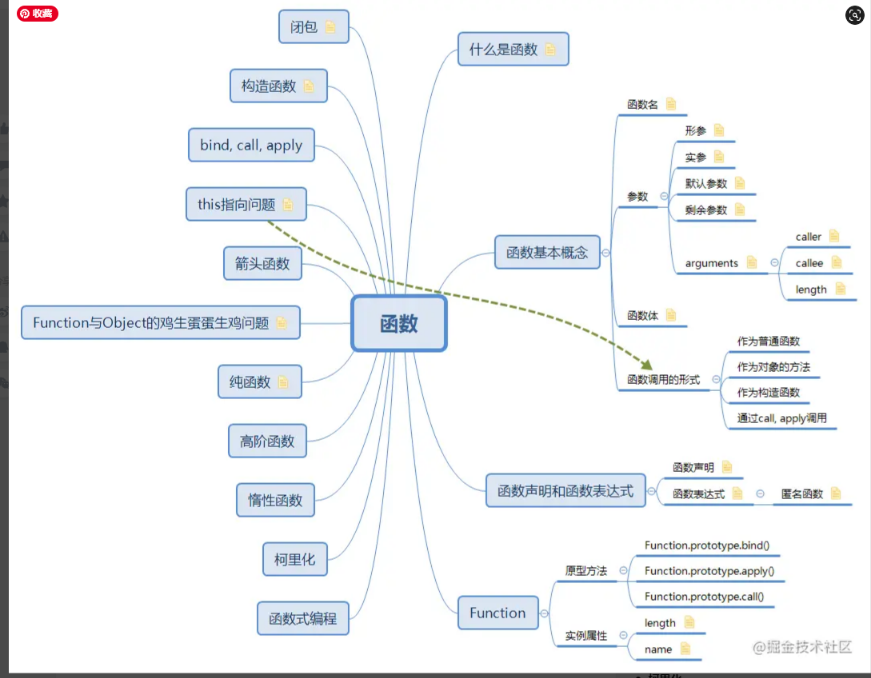 收藏
闭包
构造函数
bind, call, apply
this指向问题
箭头函数
Function与Object的鸡生蛋蛋生鸡问题
纯函数
高阶函数
惰性函数
柯里化
函数式编程
函数
什么是函数
函数基本概念
函数名
参数
形参
实参
默认参数
剩余参数
arguments
caller
callee
length
函数体
函数调用的形式
作为普通函数
作为对象的方法
作为构造函数
通过call, apply调用
函数声明和函数表达式
函数声明
函数表达式
匿名函数
Function
原型方法
Function.prototype.bind()
Function.prototype.apply()
Function.prototype.call()
实例属性
length
name
@掘金技术社区